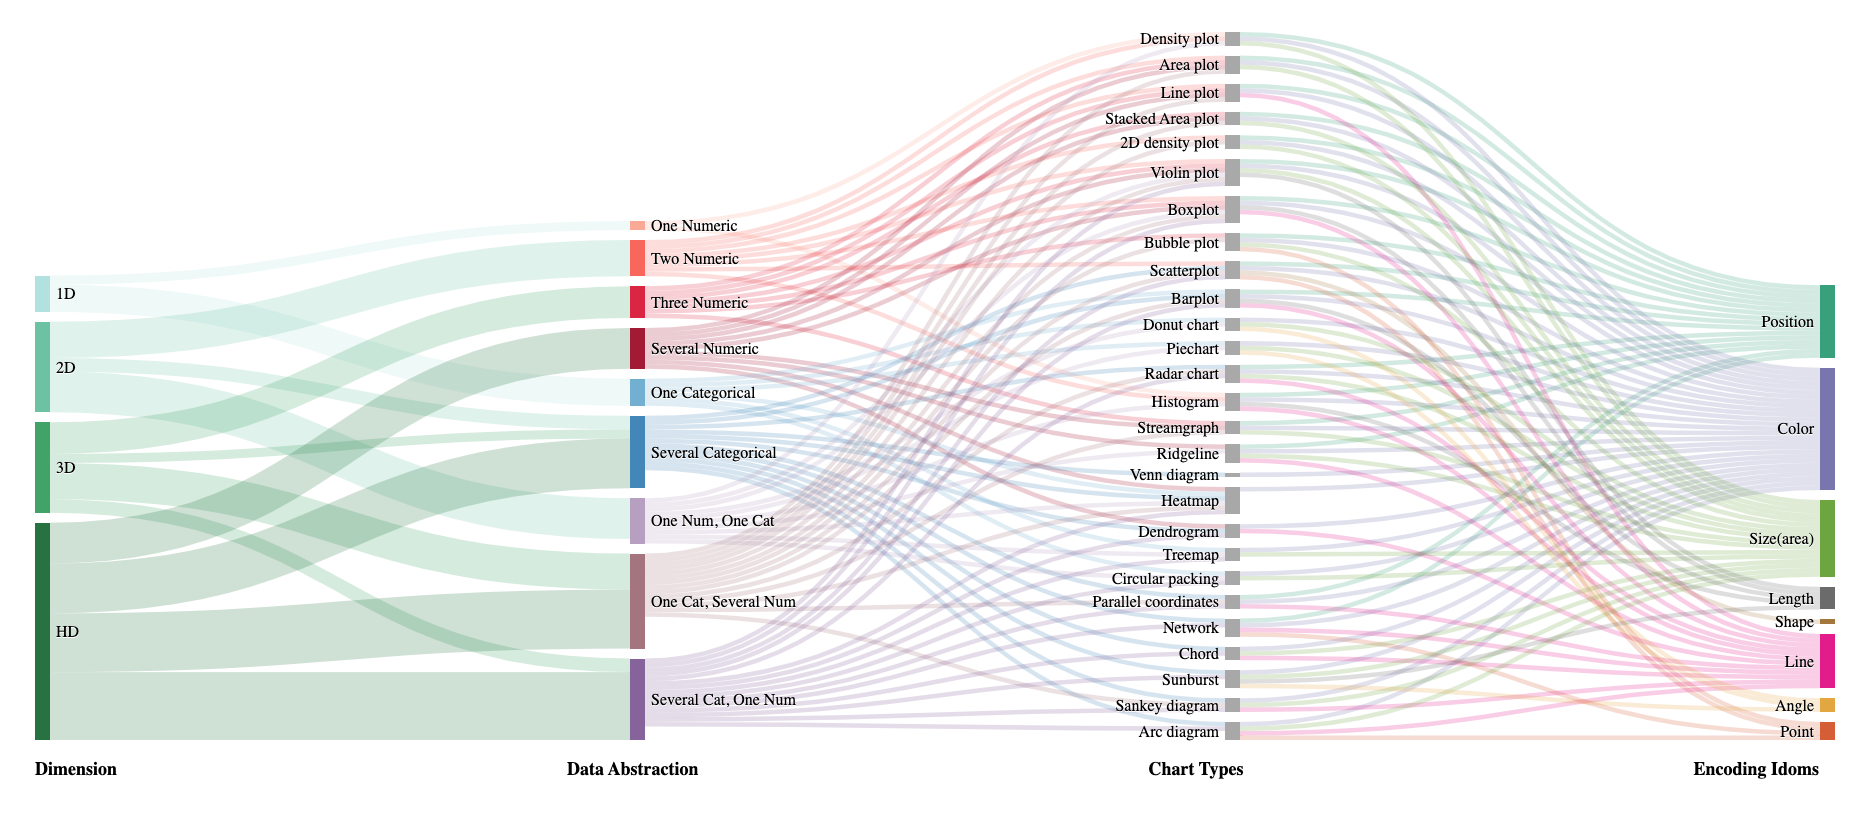 1D
2D
3D
HD
Dimension
One Numeric
Two Numeric
Three Numeric
Several Numeric
One Categorical
Several Categorical
One Num, One Cat
One Cat, Several Num
Several Cat, One Num
Data Abstraction
Density plot
Area plot
Line plot
Stacked Area plot
2D density plot
Violin plot
Boxplot
Bubble plot
Scatterplot
Barplot
Donut chart
Piechart
Radar chart
Histogram
Streamgraph
Ridgeline
Venn diagram
Heatmap
Dendrogram
Treemap
Circular packing
Parallel coordinates
Network
Chord
Sunburst
Sankey diagram
Arc diagram
Chart Types
Position
Color
Size(area)
Length
Shape
Line
Angle
Point
Encoding Idoms